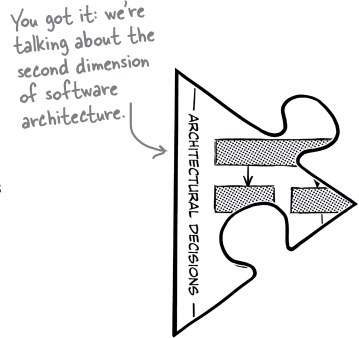 You got it: we're
talking about the
second dimension
of software
architecture.
— ARCHITECTURAL DECISIONS —